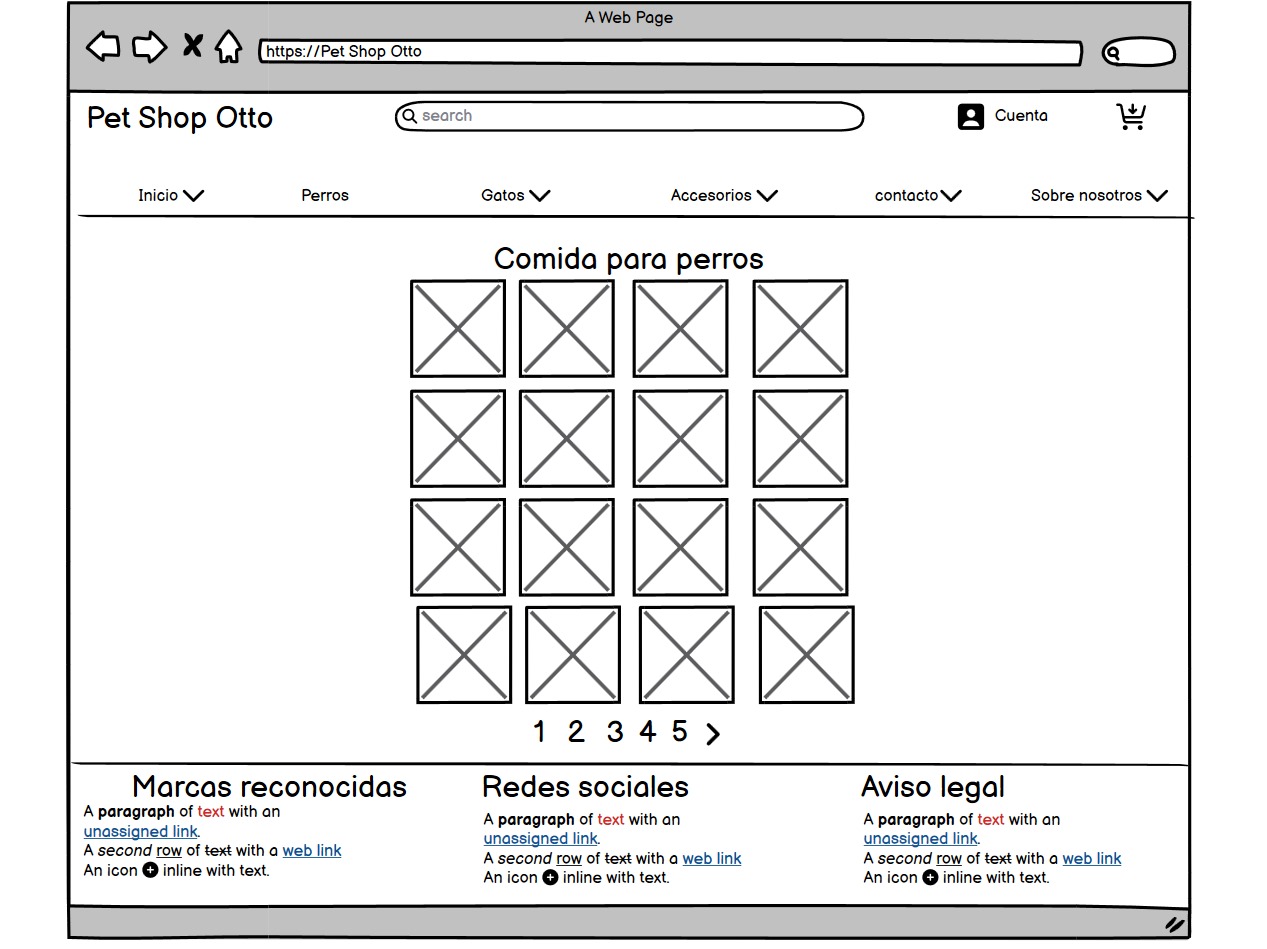 A Web Page
https://Pet Shop Otto
Pet Shop Otto
search
Cuenta
Inicio Perros Gatos Accesorios contacto Sobre nosotros
Comida para perros
1 2 3 4 5
Marcas reconocidas
A paragraph of text with an
unassigned link.
A second row of text with a web link
An icon inline with text.
Redes sociales
A paragraph of text with an
unassigned link.
A second row of text with a web link
An icon inline with text.
Aviso legal
A paragraph of text with an
unassigned link.
A second row of text with a web link
An icon inline with text.